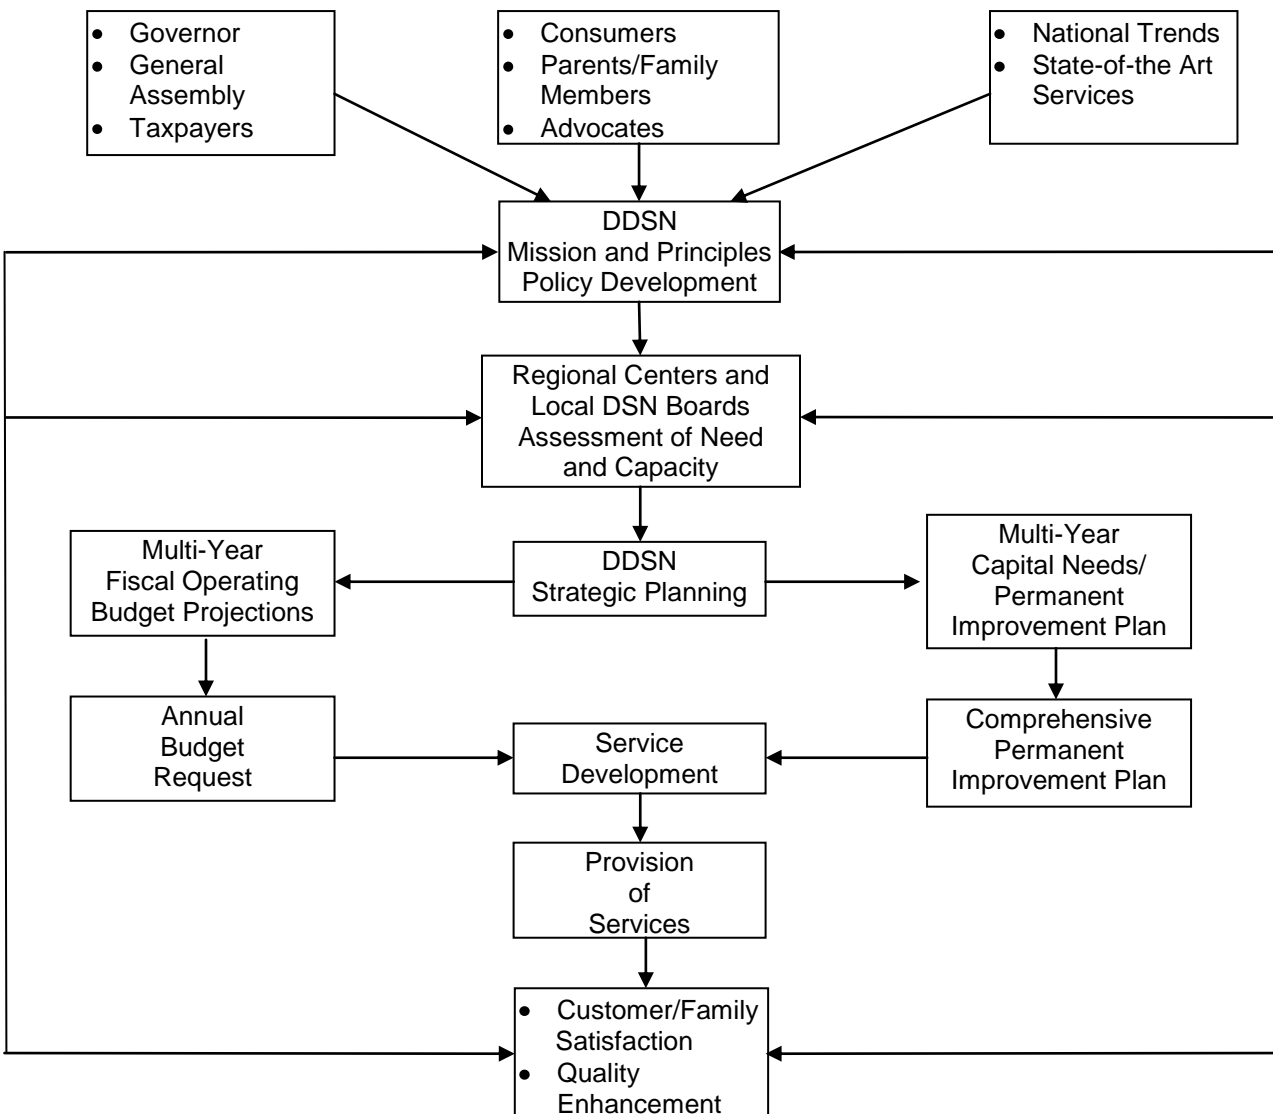 • Governor
• General
Assembly
• Taxpayers
• Consumers
• Parents/Family
Members
• Advocates
• National Trends
• State-of-the Art
Services
DDSN
Mission and Principles
Policy Development
Regional Centers and
Local DSN Boards
Assessment of Need
and Capacity
Multi-Year
Fiscal Operating
Budget Projections
DDSN
Strategic Planning
Multi-Year
Capital Needs/
Permanent
Improvement Plan
Annual
Budget
Request
Service
Development
Comprehensive
Permanent
Improvement Plan
Provision
of
Services
• Customer/Family
Satisfaction
• Quality
Enhancement